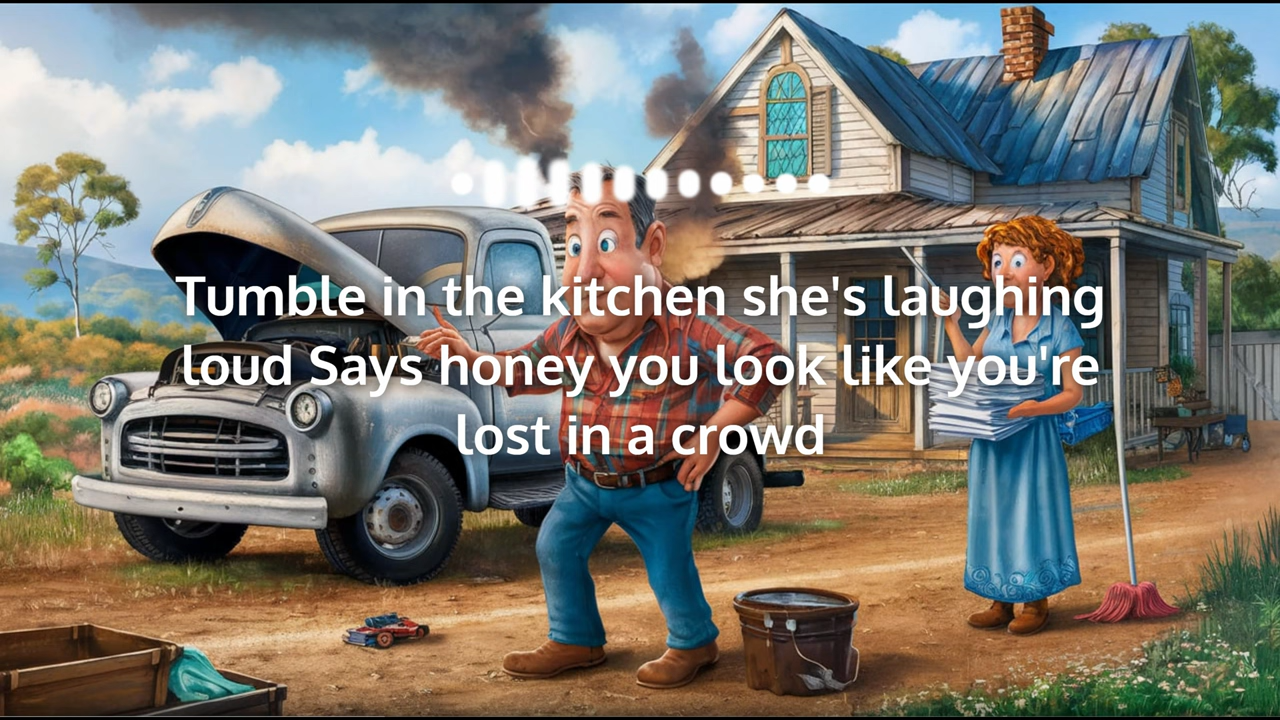 Tumble in the kitchen she's laughing
loud Says honey you look like you're
lost in a crowd